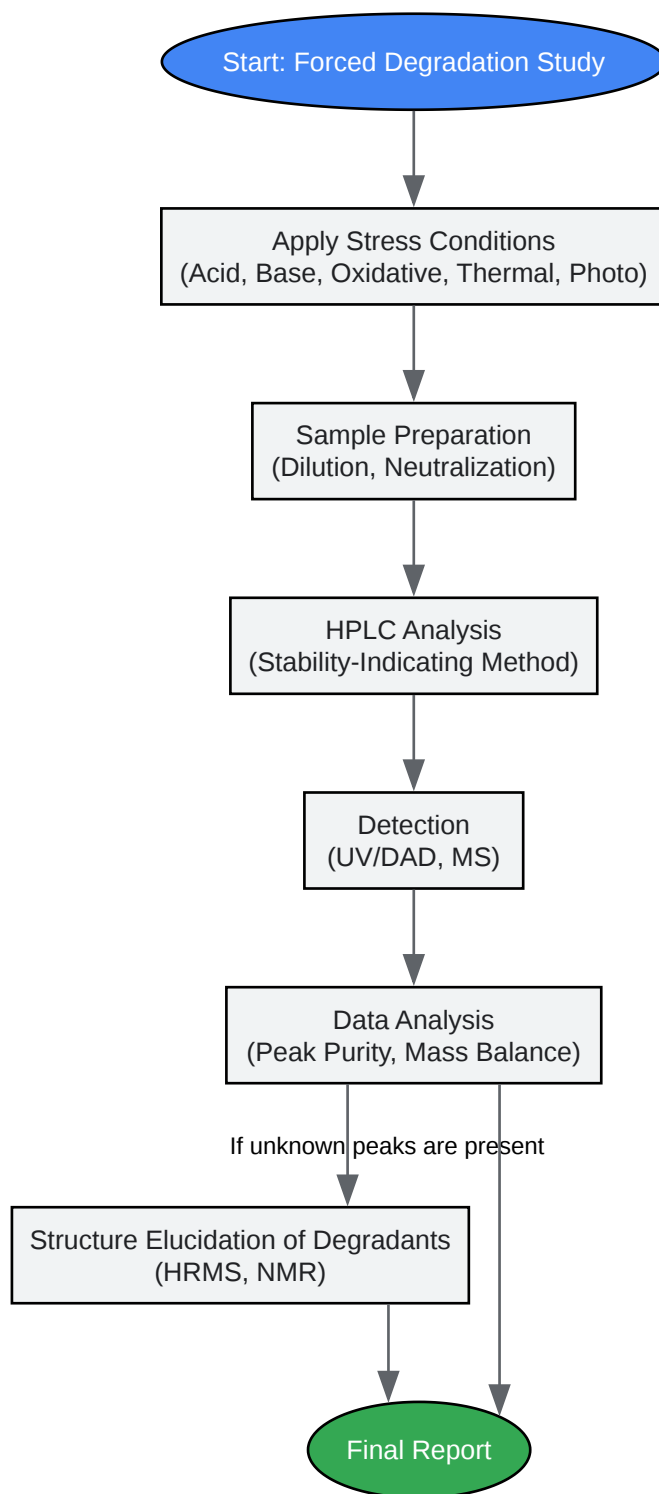 Start: Forced Degradation Study
Apply Stress Conditions
(Acid, Base, Oxidative, Thermal, Photo)
Sample Preparation
(Dilution, Neutralization)
HPLC Analysis
(Stability-Indicating Method)
Detection
(UV/DAD, MS)
Data Analysis
(Peak Purity, Mass Balance)
If unknown peaks are present
Structure Elucidation of Degradants
(HRMS, NMR)
Final Report